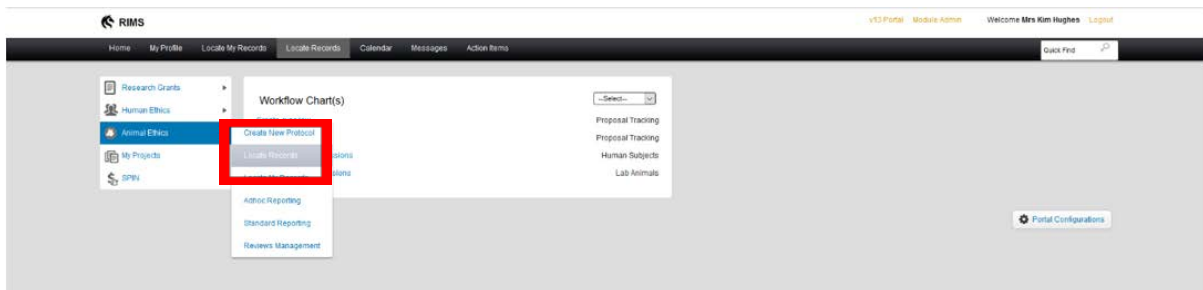 RIMS
v53 Portal Module Admin Welcome Mrs Kim Hughes Logout
Home My Profile Locate My Records Locate Records Calendar Messages Action Items
Quick Find
Research Grants
Human Ethics
Animal Ethics
My Projects
SPIN
Create New Protocol
Locate Records
Locate My Records
Adhoc Reporting
Standard Reporting
Reviews Management
Workflow Chart(s)
--Select--
Proposal Tracking
Proposal Tracking
Human Subjects
Lab Animals
Portal Configurations